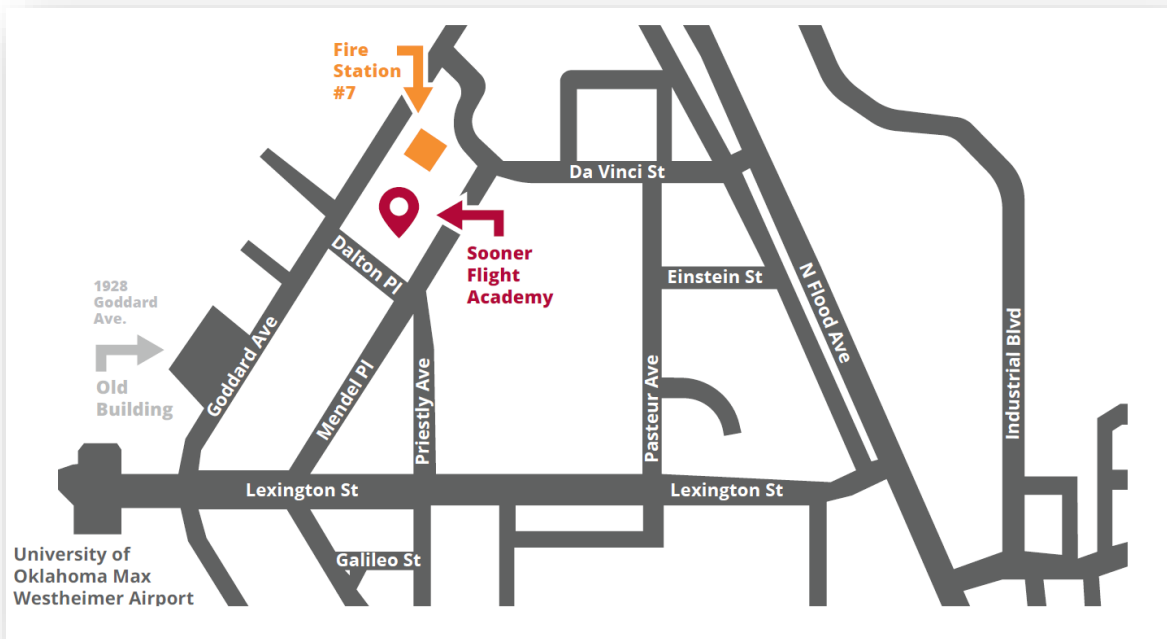 Fire
Station
#7
Da Vinci St
Dalton Pl
Sooner
Flight
Academy
Einstein St
N Flood Ave
1928
Goddard
Ave.
Old
Building
Goddard Ave
Mendel Pl
Priestly Ave
Pasteur Ave
Industrial Blvd
Lexington St
Lexington St
Galileo St
University of
Oklahoma Max
Westheimer Airport